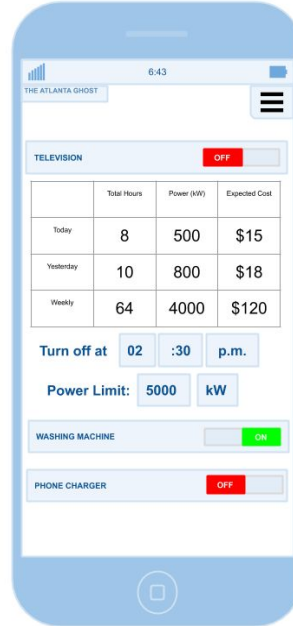 6:43
THE ATLANTA GHOST
TELEVISION OFF
Total Hours Power (kW) Expected Cost
Today 8 500 $15
Yesterday 10 800 $18
Weekly 64 4000 $120
Turn off at 02 :30 p.m.
Power Limit: 5000 kW
WASHING MACHINE ON
PHONE CHARGER OFF